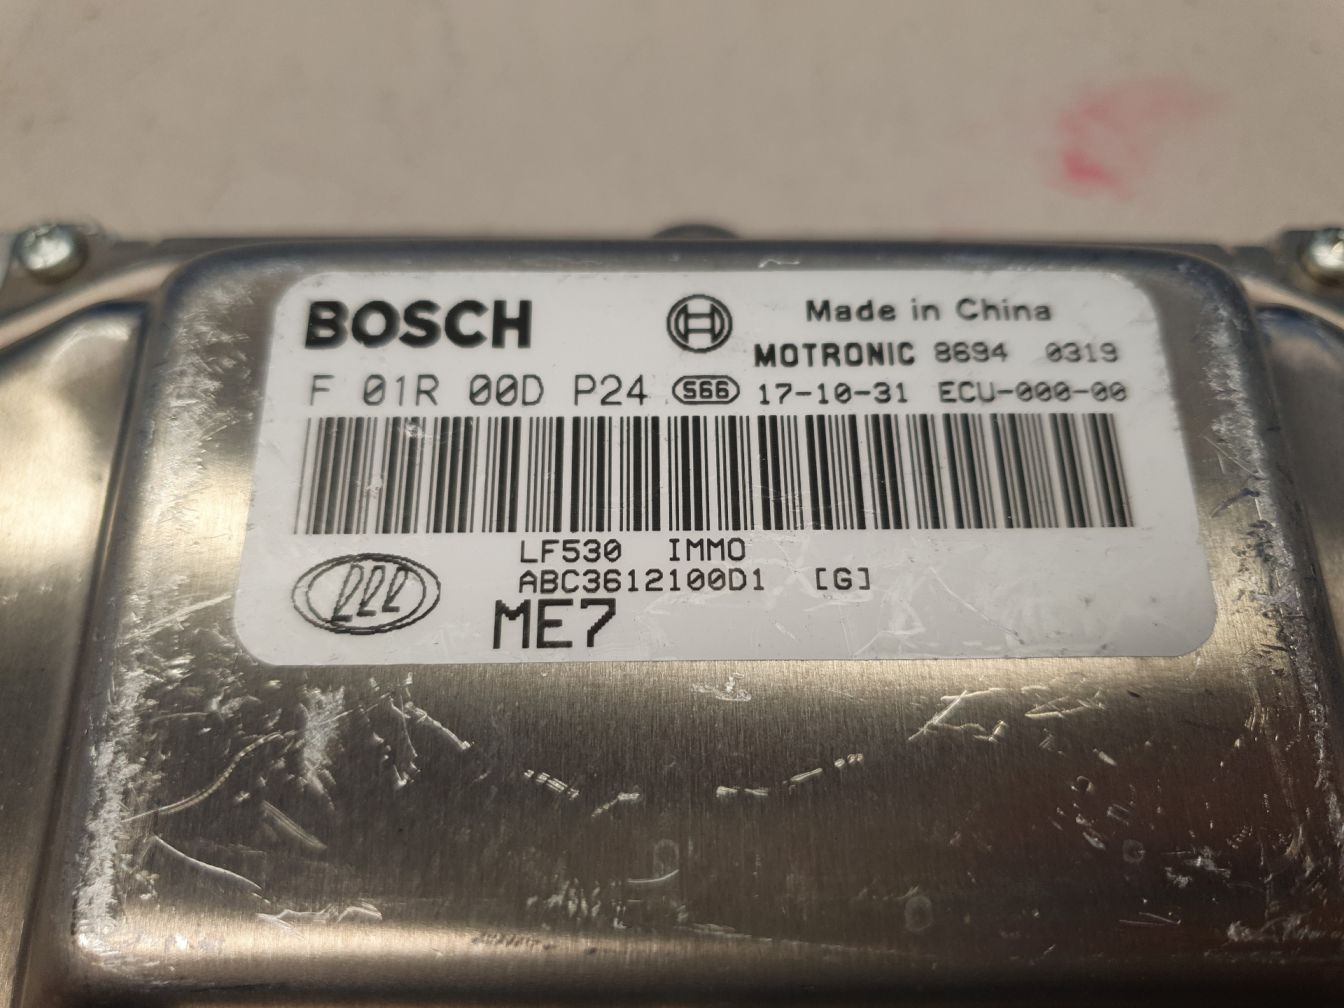 BOSCH
Made in China
MOTRONIC 8694 0319
F 01R 00D P24 S66 17-10-31 ECU-000-00
LF530 IMMO
ABC3612100D1 [G]
ME7